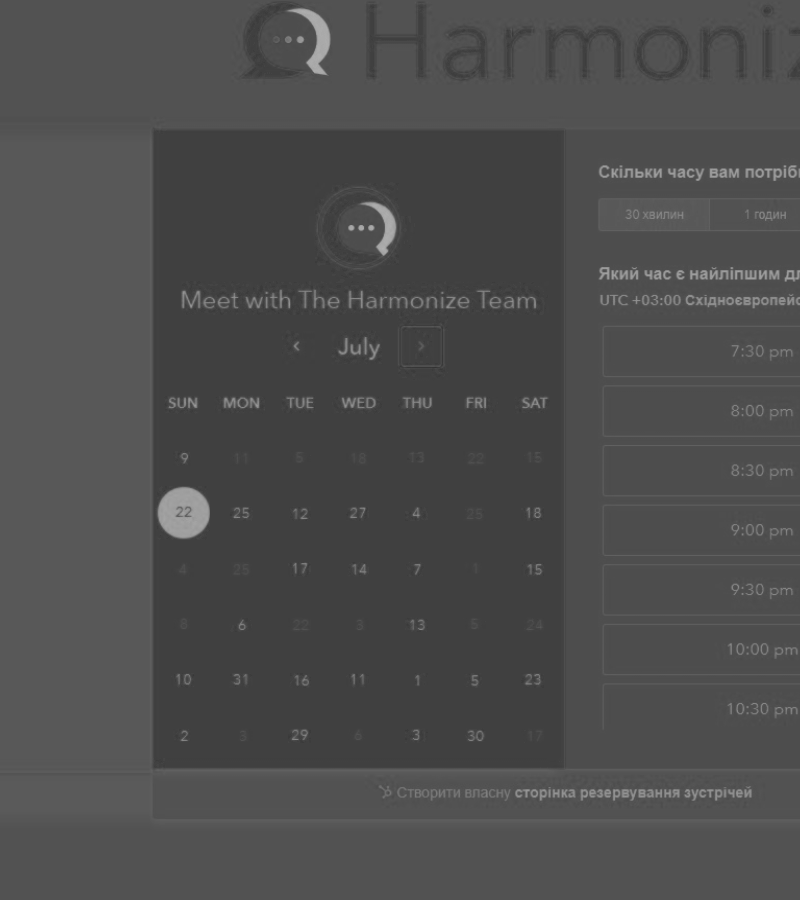 Harmoniz
Meet with The Harmonize Team
July
SUN MON TUE WED THU FRI SAT
9 11 5 18 13 22 15
22 25 12 27 4 25 18
4 25 17 14 7 1 15
8 6 22 3 13 5 24
10 31 16 11 1 5 23
2 3 29 6 3 30 17
Скільки часу вам потріб
30 хвилин 1 годин
Який час є найліпшим дл
UTC +03:00 Східноєвропейс
7:30 pm
8:00 pm
8:30 pm
9:00 pm
9:30 pm
10:00 pm
10:30 pm
Створити власну сторінка резервування зустрічей